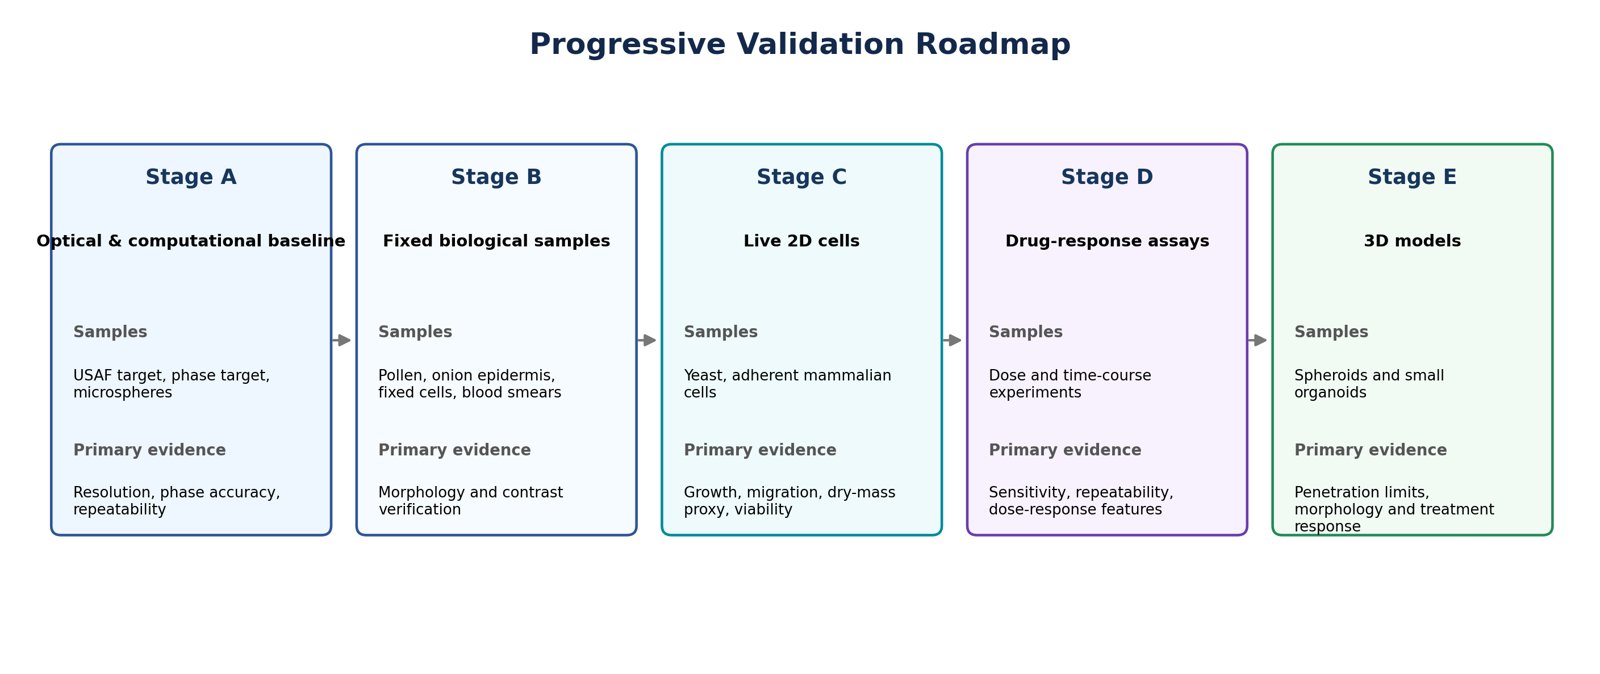 Progressive Validation Roadmap
Stage A
Optical & computational baseline
Samples
USAF target, phase target,
microspheres
Primary evidence
Resolution, phase accuracy,
repeatability
Stage B
Fixed biological samples
Samples
Pollen, onion epidermis,
fixed cells, blood smears
Primary evidence
Morphology and contrast
verification
Stage C
Live 2D cells
Samples
Yeast, adherent mammalian
cells
Primary evidence
Growth, migration, dry-mass
proxy, viability
Stage D
Drug-response assays
Samples
Dose and time-course
experiments
Primary evidence
Sensitivity, repeatability,
dose-response features
Stage E
3D models
Samples
Spheroids and small
organoids
Primary evidence
Penetration limits,
morphology and treatment
response